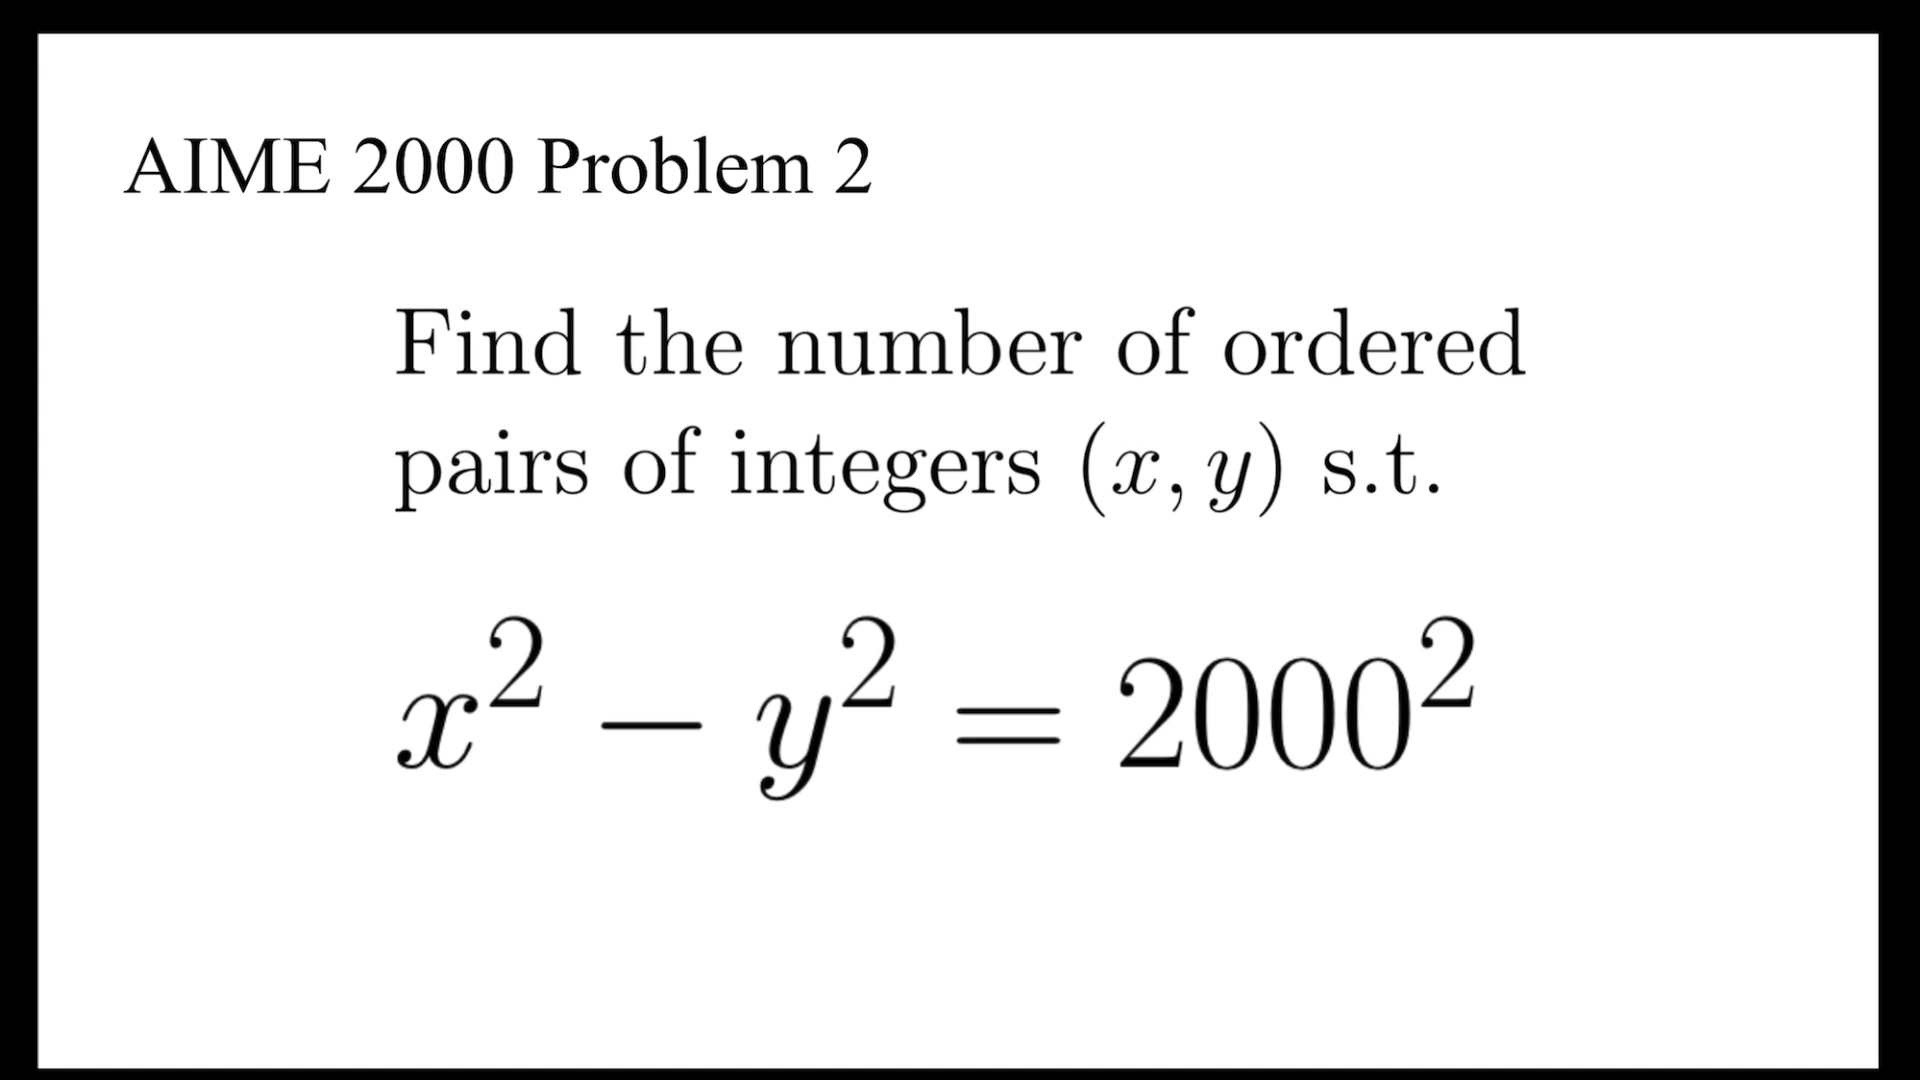 AIME 2000 Problem 2
Find the number of ordered
pairs of integers (x, y) s.t.
x² − y² = 2000²